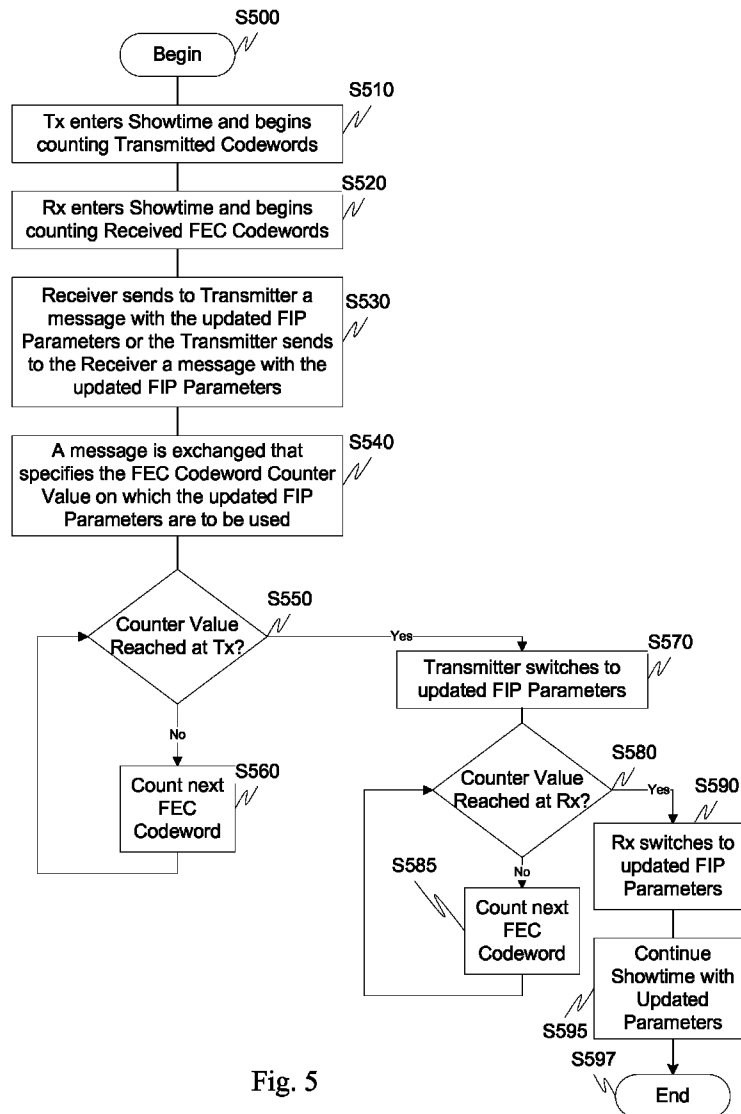 S500
Begin
S510
Tx enters Showtime and begins
counting Transmitted Codewords
S520
Rx enters Showtime and begins
counting Received FEC Codewords
S530
Receiver sends to Transmitter a
message with the updated FIP
Parameters or the Transmitter sends
to the Receiver a message with the
updated FIP Parameters
S540
A message is exchanged that
specifies the FEC Codeword Counter
Value on which the updated FIP
Parameters are to be used
S550
Counter Value
Reached at Tx?
Yes
No
S560
Count next
FEC
Codeword
S570
Transmitter switches to
updated FIP Parameters
S580
Counter Value
Reached at Rx?
Yes
No
S585
Count next
FEC
Codeword
S590
Rx switches to
updated FIP
Parameters
Continue
Showtime with
Updated
Parameters
S595
S597
End
Fig. 5